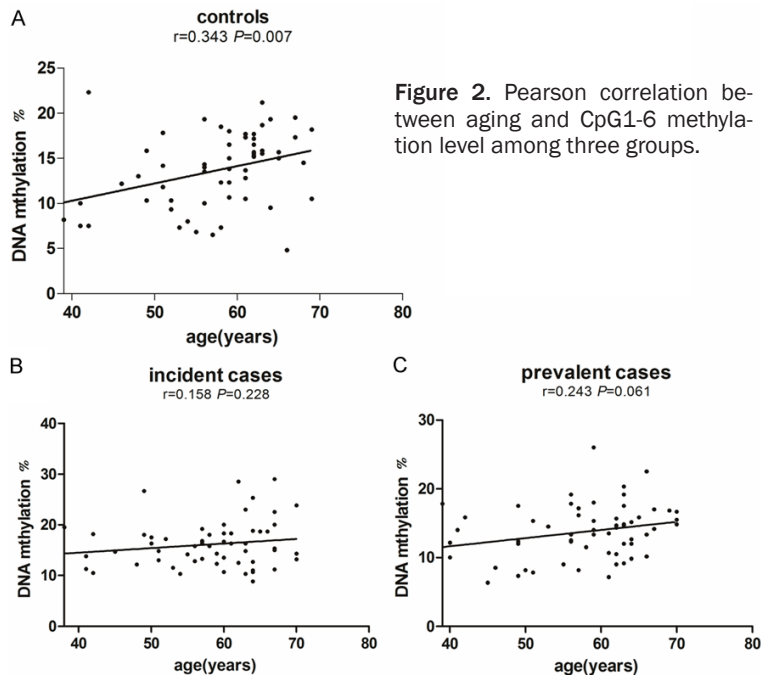 A
controls
r=0.343 P=0.007
25
20
15
10
5
0
DNA mthylation %
40 50 60 70 80
age(years)
Figure 2. Pearson correlation be-
tween aging and CpG1-6 methyla-
tion level among three groups.
B
incident cases
r=0.158 P=0.228
40
30
20
10
0
DNA mthylation %
40 50 60 70 80
age(years)
C
prevalent cases
r=0.243 P=0.061
30
20
10
0
DNA mthylation %
40 50 60 70 80
age(years)